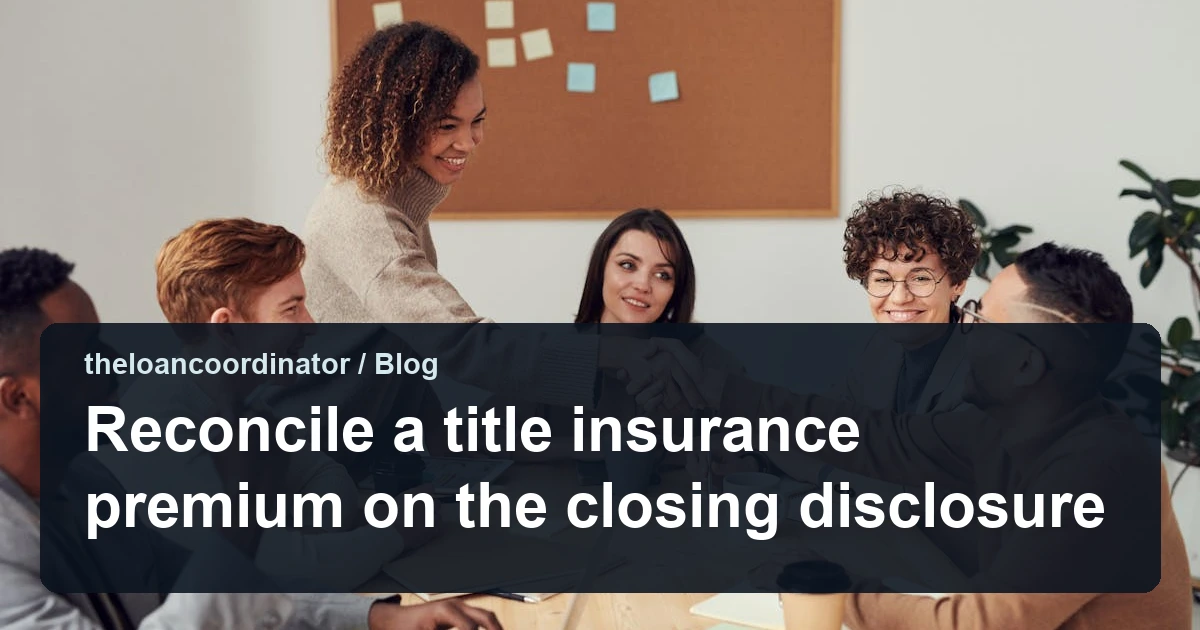 theloancoordinator / Blog
Reconcile a title insurance
premium on the closing disclosure